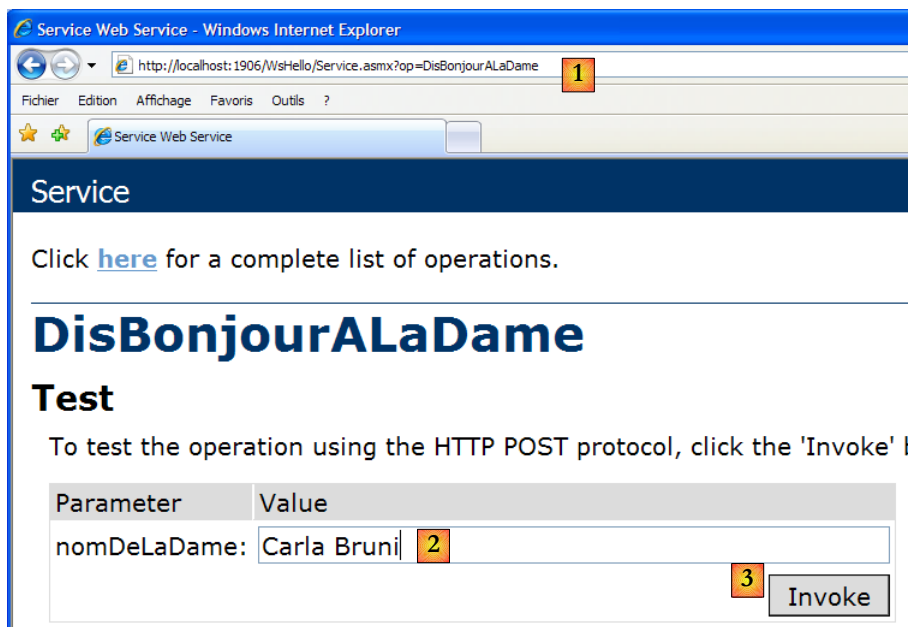 Service Web Service - Windows Internet Explorer
http://localhost:1906/WsHello/Service.asmx?op=DisBonjourALaDame
1
Fichier Edition Affichage Favoris Outils ?
Service Web Service
Service
Click here for a complete list of operations.
DisBonjourALaDame
Test
To test the operation using the HTTP POST protocol, click the 'Invoke'
Parameter Value
nomDeLaDame: Carla Bruni 2
3 Invoke